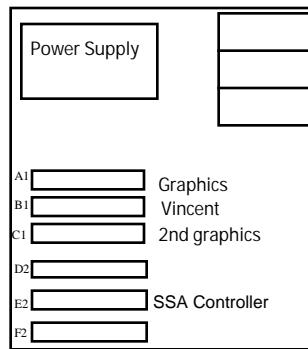 Power Supply
A1 Graphics
B1 Vincent
C1 2nd graphics
D2
E2 SSA Controller
F2